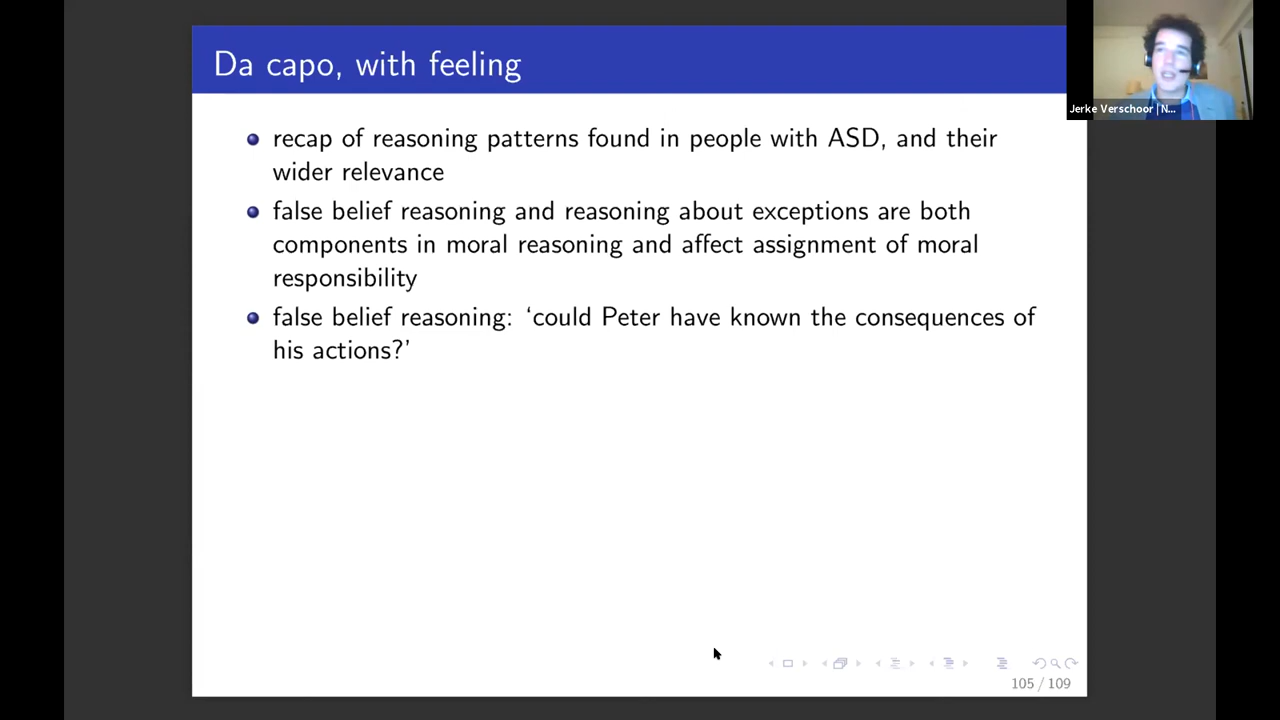 Da capo, with feeling
recap of reasoning patterns found in people with ASD, and their
wider relevance
false belief reasoning and reasoning about exceptions are both
components in moral reasoning and affect assignment of moral
responsibility
false belief reasoning: ‘could Peter have known the consequences of
his actions?’
105 / 109
Jerke Verschoor | N...